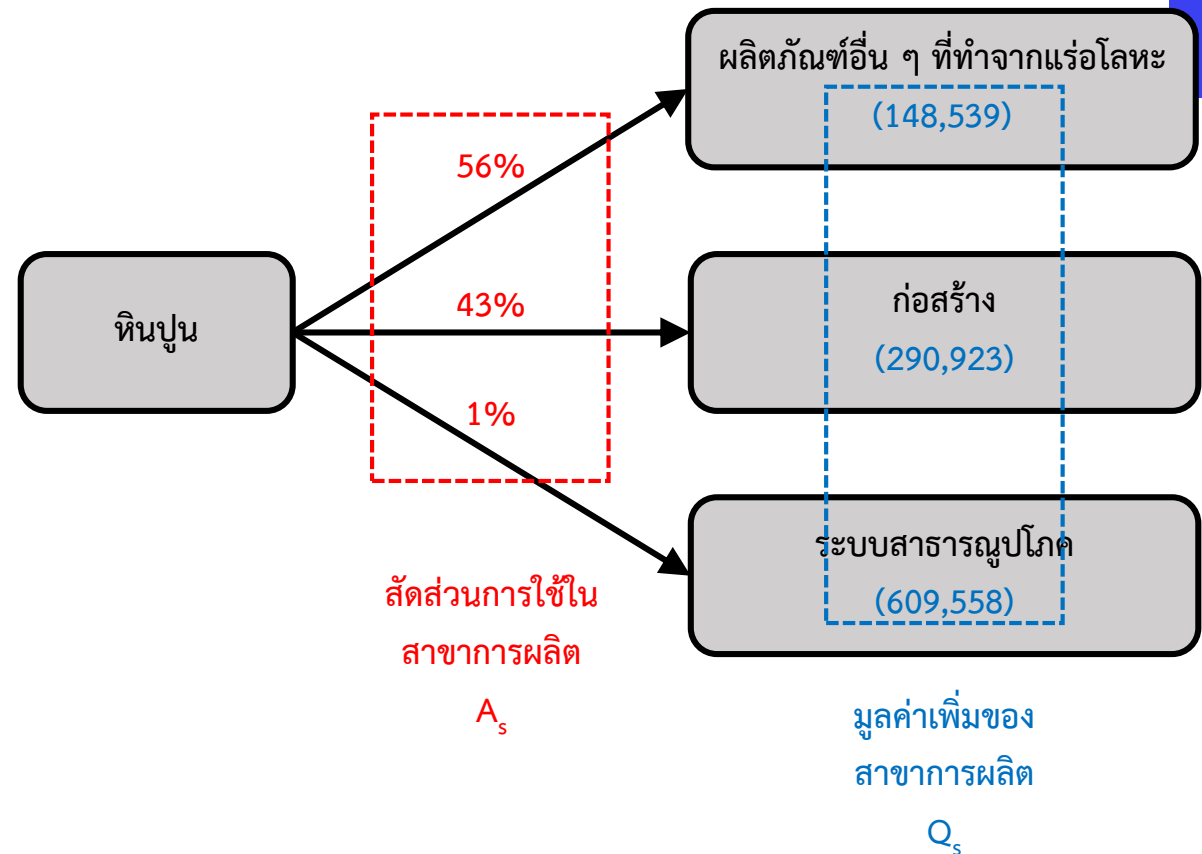 ผลิตภัณฑ์อื่น ๆ ที่ทำจากแร่อโลหะ
(148,539)
56%
หินปูน
43%
ก่อสร้าง
(290,923)
1%
ระบบสาธารณูปโภค
(609,558)
สัดส่วนการใช้ใน
สาขาการผลิต
Aₛ
มูลค่าเพิ่มของ
สาขาการผลิต
Qₛ